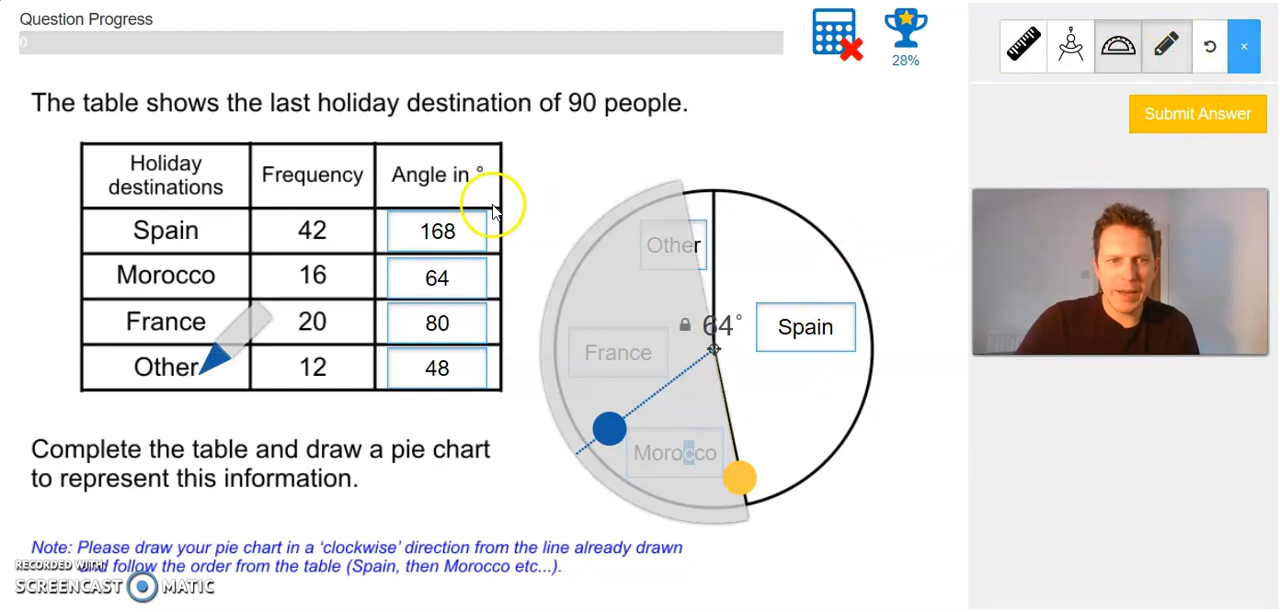 Question Progress
0
28%
Submit Answer
The table shows the last holiday destination of 90 people.
Holiday destinations Frequency Angle in °
Spain 42 168
Morocco 16 64
France 20 80
Other 12 48
Other
64°
Spain
France
Morocco
Complete the table and draw a pie chart
to represent this information.
Note: Please draw your pie chart in a ‘clockwise’ direction from the line already drawn
and follow the order from the table (Spain, then Morocco etc...).
RECORDED WITH
SCREENCAST MATIC